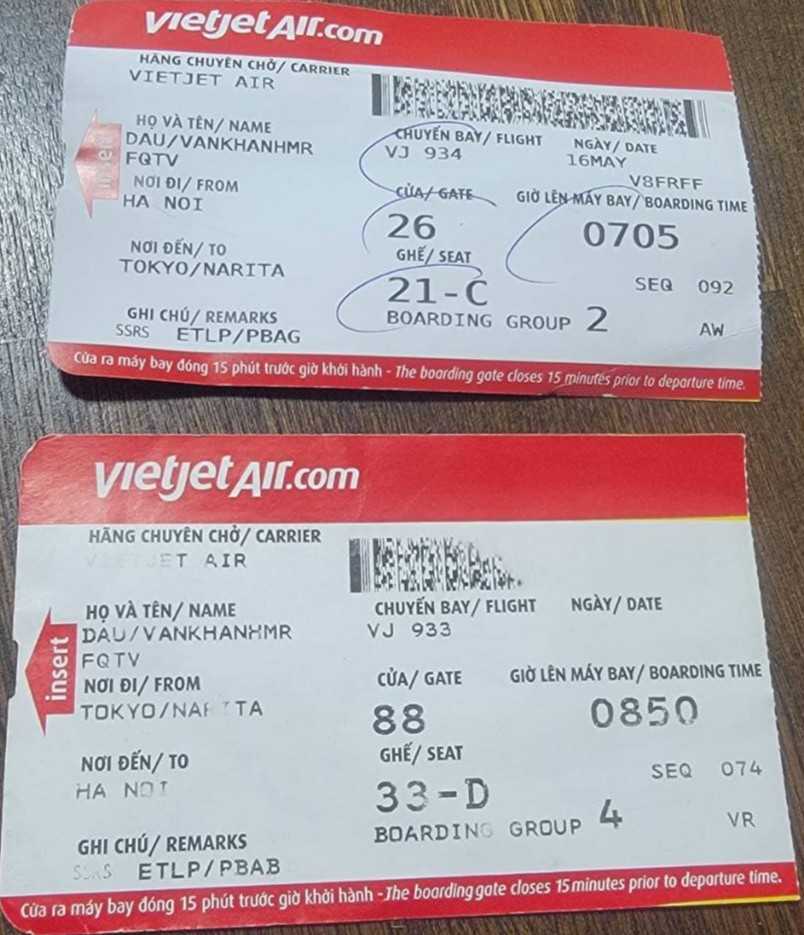 vietjetAir.com
HÃNG CHUYÊN CHỞ/ CARRIER
VIETJET AIR
HỌ VÀ TÊN/ NAME
DAU/VANKHANHMR
FQTV
CHUYẾN BAY/ FLIGHT
VJ 934
NGÀY/ DATE
16MAY
V8FRFF
NƠI ĐI/ FROM
HA NOI
CỬA/ GATE
26
GIỜ LÊN MÁY BAY/ BOARDING TIME
0705
NƠI ĐẾN/ TO
TOKYO/NARITA
GHẾ/ SEAT
21-C
SEQ 092
GHI CHÚ/ REMARKS
SSRS ETLP/PBAG
BOARDING GROUP 2
AW
Cửa ra máy bay đóng 15 phút trước giờ khởi hành - The boarding gate closes 15 minutes prior to departure time.
insert
vietjetAir.com
HÃNG CHUYÊN CHỞ/ CARRIER
VIETJET AIR
HỌ VÀ TÊN/ NAME
DAU/VANKHANHMR
FQTV
CHUYẾN BAY/ FLIGHT
VJ 933
NGÀY/ DATE
insert
NƠI ĐI/ FROM
TOKYO/NARITA
CỬA/ GATE
88
GIỜ LÊN MÁY BAY/ BOARDING TIME
0850
NƠI ĐẾN/ TO
HA NOI
GHẾ/ SEAT
33-D
SEQ 074
GHI CHÚ/ REMARKS
SSRS ETLP/PBAB
BOARDING GROUP 4
VR
Cửa ra máy bay đóng 15 phút trước giờ khởi hành - The boarding gate closes 15 minutes prior to departure time.